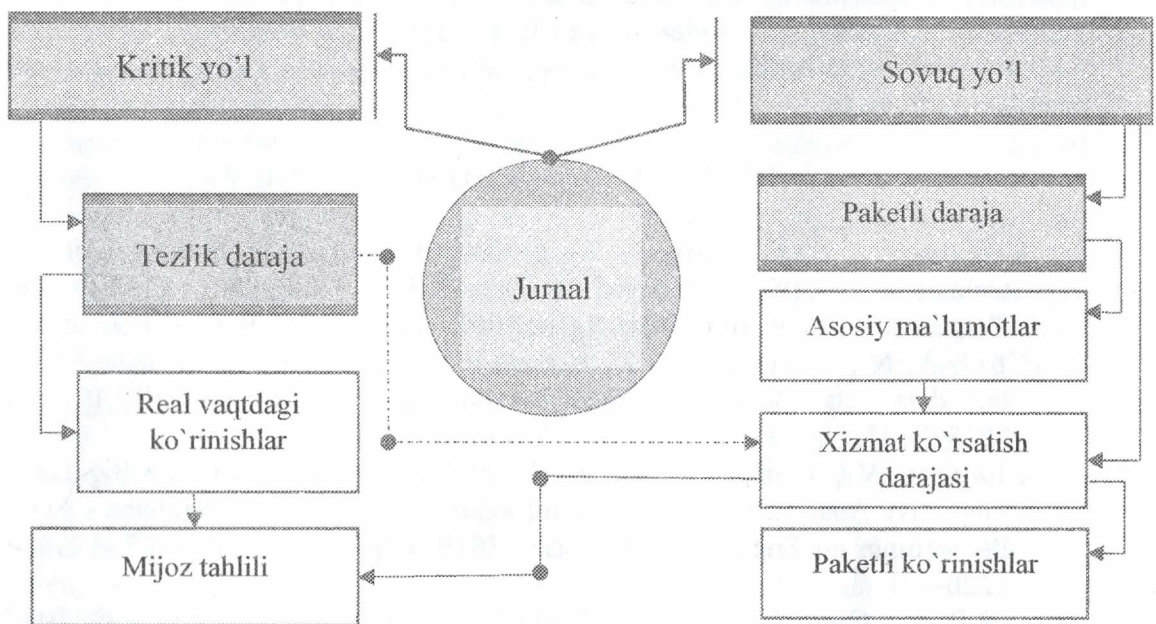 Kritik yo’l
Sovuq yo’l
Tezlik daraja
Jurnal
Paketli daraja
Asosiy ma`lumotlar
Real vaqtdagi
ko`rinishlar
Xizmat ko`rsatish
darajasi
Mijoz tahlili
Paketli ko`rinishlar